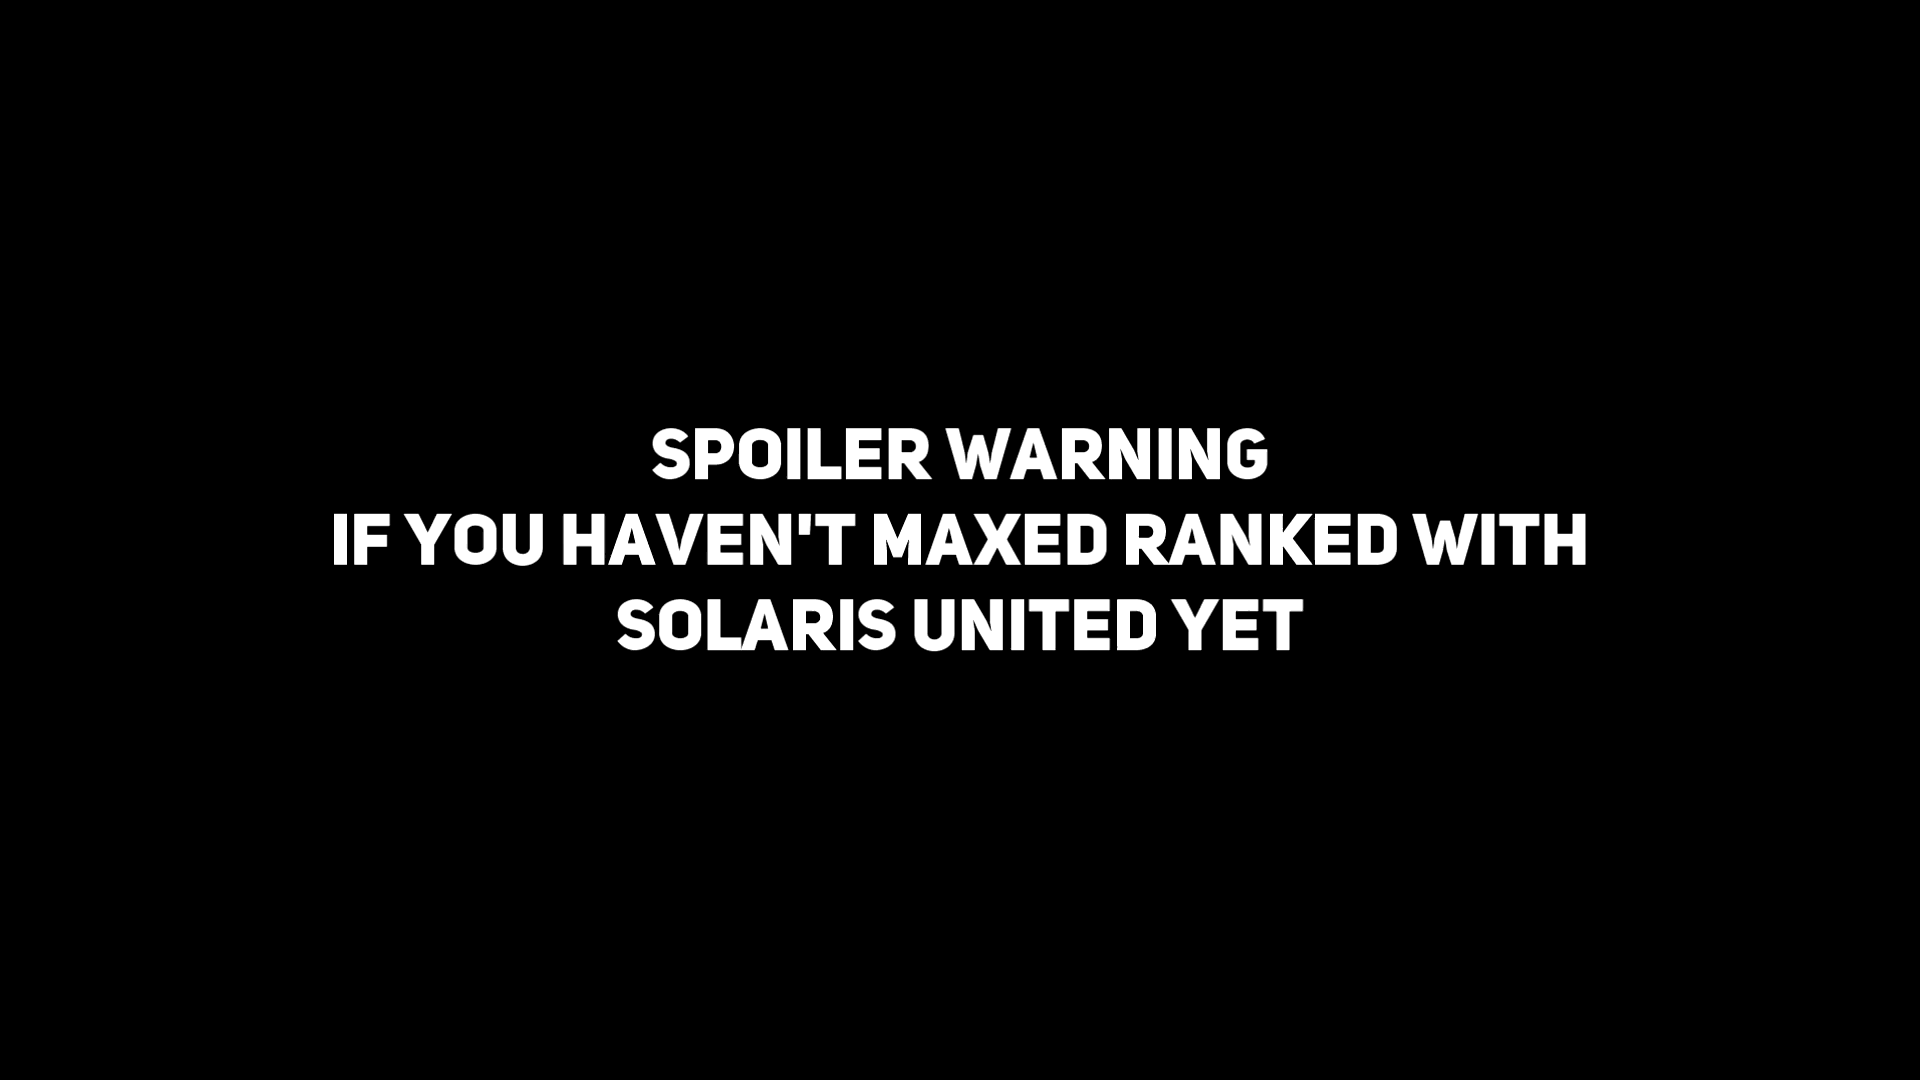 SPOILER WARNING
IF YOU HAVEN'T MAXED RANKED WITH
SOLARIS UNITED YET